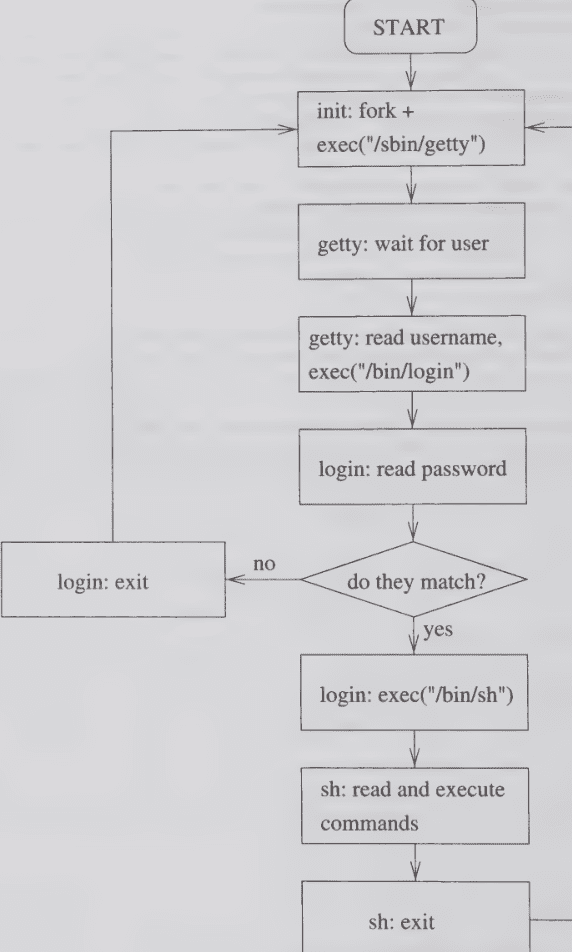 START
init: fork +
exec("/sbin/getty")
getty: wait for user
getty: read username,
exec("/bin/login")
login: read password
do they match?
no
login: exit
yes
login: exec("/bin/sh")
sh: read and execute
commands
sh: exit